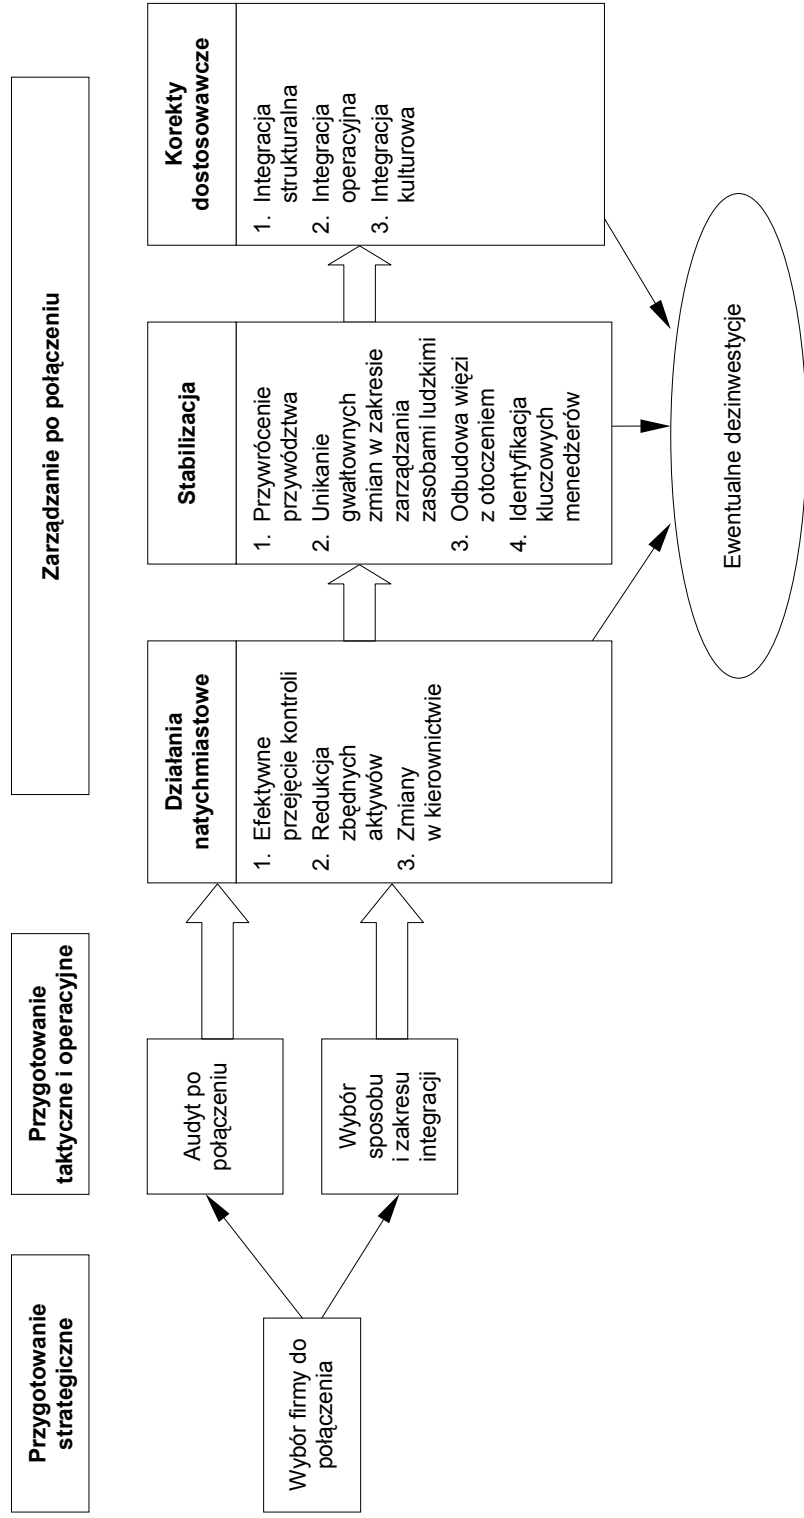 Przygotowanie
strategiczne
Przygotowanie
taktyczne i operacyjne
Zarządzanie po połączeniu
Wybór firmy do
połączenia
Audyt po
połączeniu
Wybór
sposobu
i zakresu
integracji
Działania
natychmiastowe
1. Efektywne
przejęcie kontroli
2. Redukcja
zbędnych
aktywów
3. Zmiany
w kierownictwie
Stabilizacja
1. Przywrócenie
przywództwa
2. Unikanie
gwałtownych
zmian w zakresie
zarządzania
zasobami ludzkimi
3. Odbudowa więzi
z otoczeniem
4. Identyfikacja
kluczowych
menedżerów
Korekty
dostosowawcze
1. Integracja
strukturalna
2. Integracja
operacyjna
3. Integracja
kulturowa
Ewentualne dezinwestycje